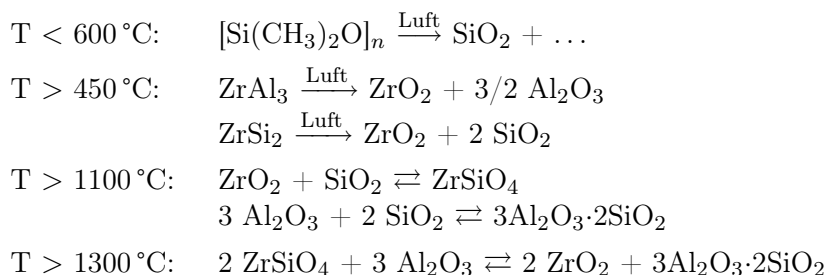 T < 600 °C: [Si(CH₃)₂O]ₙ —Luft→ SiO₂ + …
T > 450 °C: ZrAl₃ —Luft→ ZrO₂ + 3/2 Al₂O₃
ZrSi₂ —Luft→ ZrO₂ + 2 SiO₂
T > 1100 °C: ZrO₂ + SiO₂ ⇄ ZrSiO₄
3 Al₂O₃ + 2 SiO₂ ⇄ 3Al₂O₃·2SiO₂
T > 1300 °C: 2 ZrSiO₄ + 3 Al₂O₃ ⇄ 2 ZrO₂ + 3Al₂O₃·2SiO₂